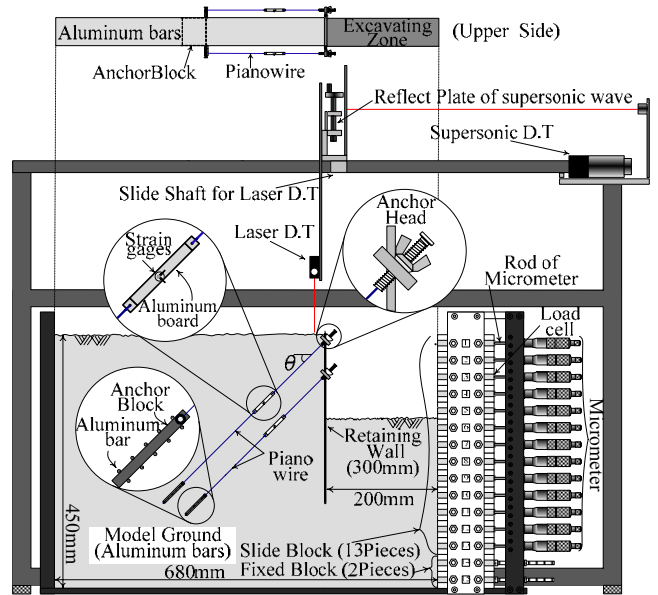 Aluminum bars
Excavating
Zone
(Upper Side)
AnchorBlock
Pianowire
Reflect Plate of supersonic wave
Supersonic D.T
Slide Shaft for Laser D.T
Anchor
Head
Laser D.T
Strain
gages
Aluminum
board
Rod of
Micrometer
Load
cell
θ
Anchor
Block
Aluminum
bar
Piano
wire
Retaining
Wall
(300mm)
200mm
Micrometer
450mm
Model Ground
(Aluminum bars)
Slide Block (13Pieces)
Fixed Block (2Pieces)
680mm